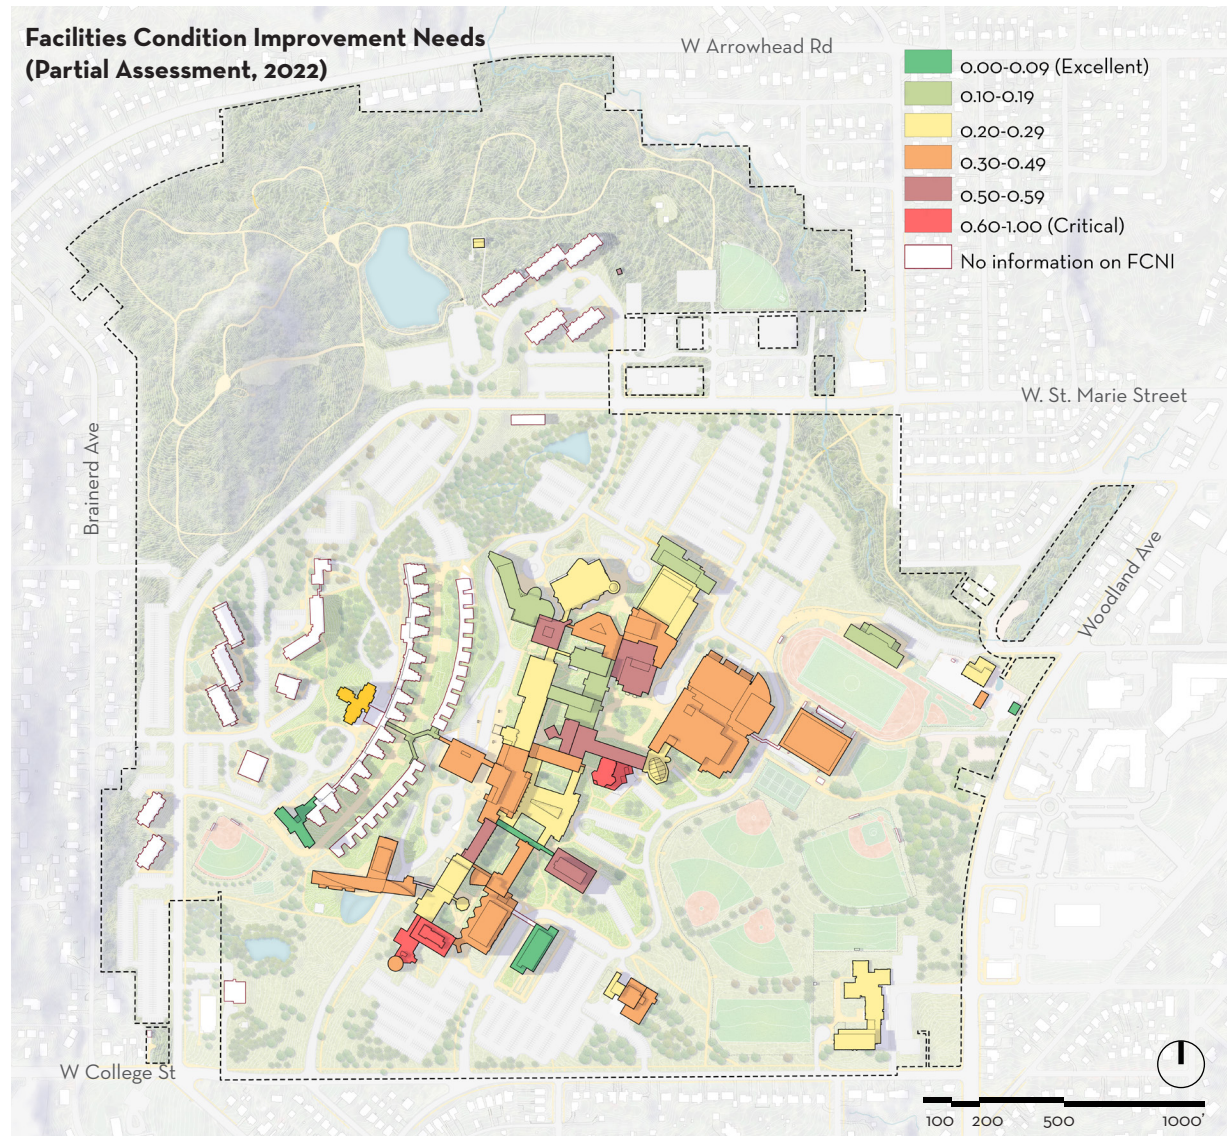 Facilities Condition Improvement Needs
(Partial Assessment, 2022)
W Arrowhead Rd
0.00-0.09 (Excellent)
0.10-0.19
0.20-0.29
0.30-0.49
0.50-0.59
0.60-1.00 (Critical)
No information on FCNI
W. St. Marie Street
Brainerd Ave
Woodland Ave
W College St
100 200 500 1000'